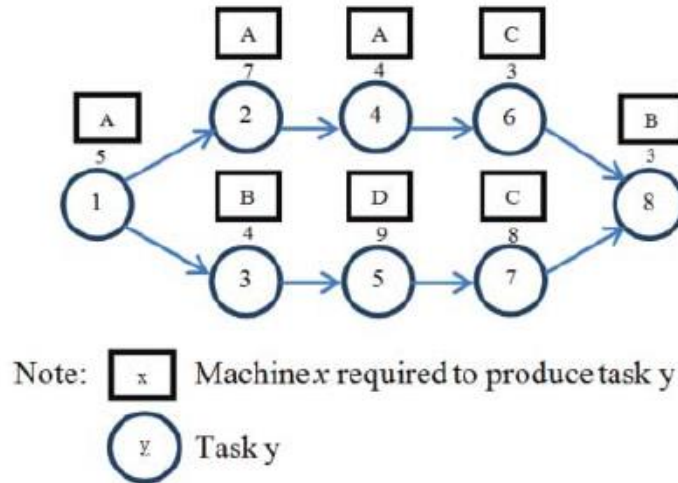 A A C
7 4 3
A 2 4 6 B
5 3
1 B D C 8
4 9 8
3 5 7
Note: x Machine x required to produce task y
y Task y